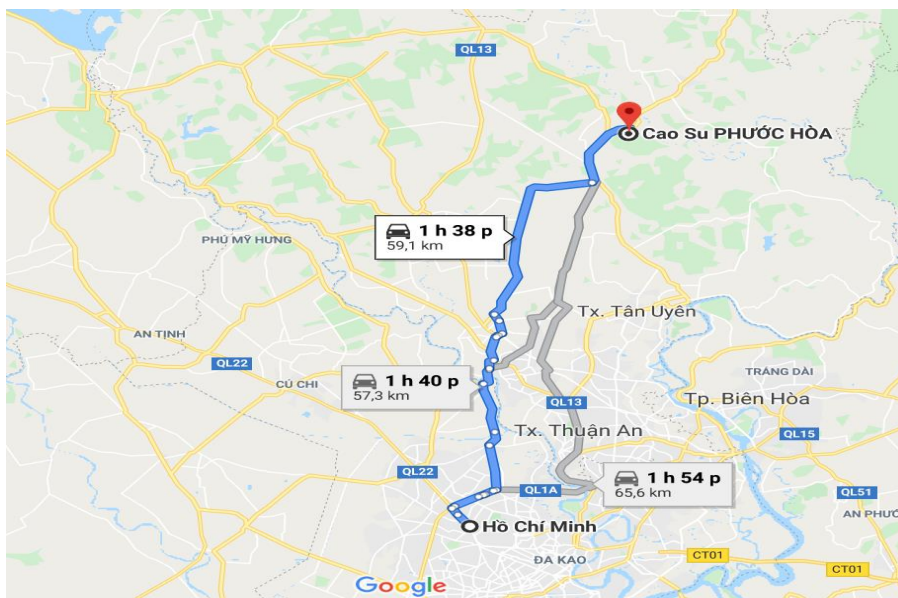 QL13
Cao Su PHƯỚC HÒA
1 h 38 p
59,1 km
PHÚ MỸ HƯNG
Tx. Tân Uyên
AN TỊNH
QL22
TRẢNG DÀI
1 h 40 p
57,3 km
CỦ CHI
QL13
Tp. Biên Hòa
Tx. Thuận An
QL15
QL22
1 h 54 p
65,6 km
QL1A
QL51
AN PHƯỚ
Hồ Chí Minh
ĐA KAO
CT01
CT01
Google